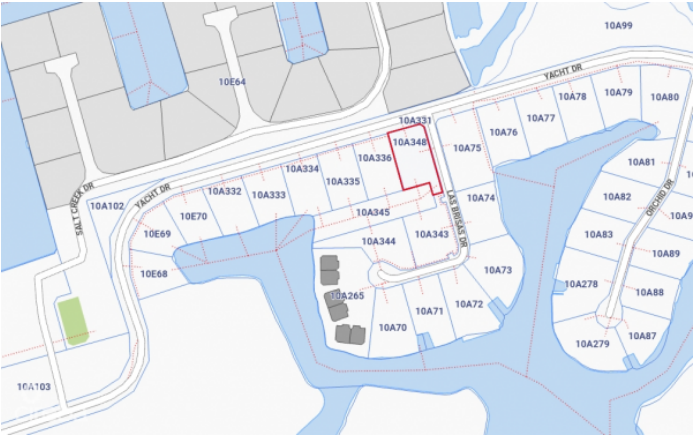 10A99
YACHT DR
10E64
10A78
10A79
10A80
10A77
10A331
10A76
10A348
10A75
10A336
10A81
10A334
10A335
SALT CREEK DR
10A102
YACHT DR
10A332
10A333
10E70
10A345
LAS BRISAS DR
10A74
10A82
ORCHID DR
10E69
10A344
10A343
10A83
10A89
10E68
10A73
10A278
10A88
10A265
10A72
10A71
10A70
10A87
10A279
10A103